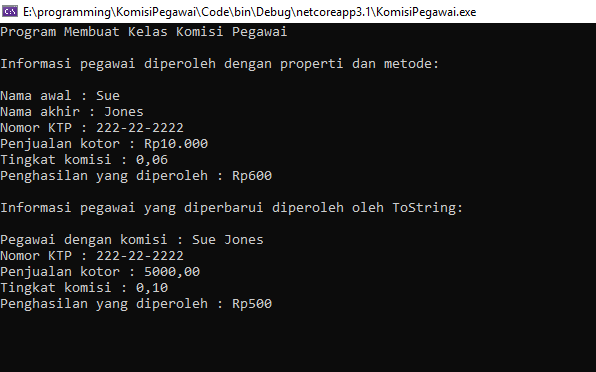 E:\programming\KomisiPegawai\Code\bin\Debug\netcoreapp3.1\KomisiPegawai.exe
Program Membuat Kelas Komisi Pegawai
Informasi pegawai diperoleh dengan properti dan metode:
Nama awal : Sue
Nama akhir : Jones
Nomor KTP : 222-22-2222
Penjualan kotor : Rp10.000
Tingkat komisi : 0,06
Penghasilan yang diperoleh : Rp600
Informasi pegawai yang diperbarui diperoleh oleh ToString:
Pegawai dengan komisi : Sue Jones
Nomor KTP : 222-22-2222
Penjualan kotor : 5000,00
Tingkat komisi : 0,10
Penghasilan yang diperoleh : Rp500